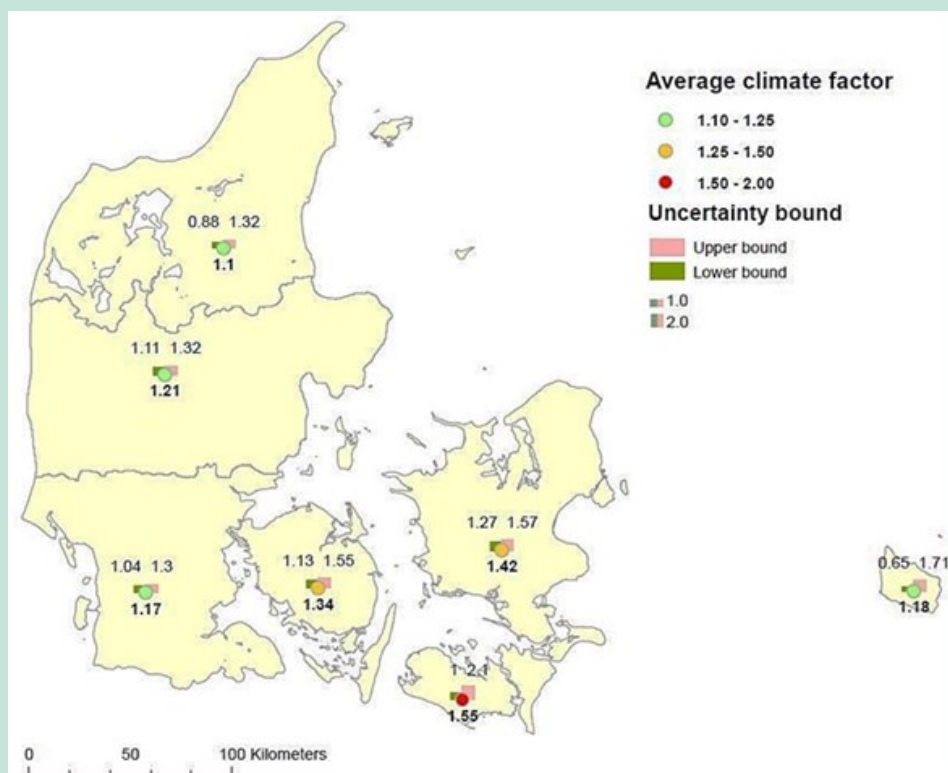 Average climate factor
1.10 - 1.25
1.25 - 1.50
1.50 - 2.00
Uncertainty bound
Upper bound
Lower bound
1.0
2.0
0.88 1.32
1.1
1.11 1.32
1.21
1.27 1.57
1.42
1.13 1.55
1.34
1.04 1.3
1.17
0.65 1.71
1.18
1 2.1
1.55
0 50 100 Kilometers